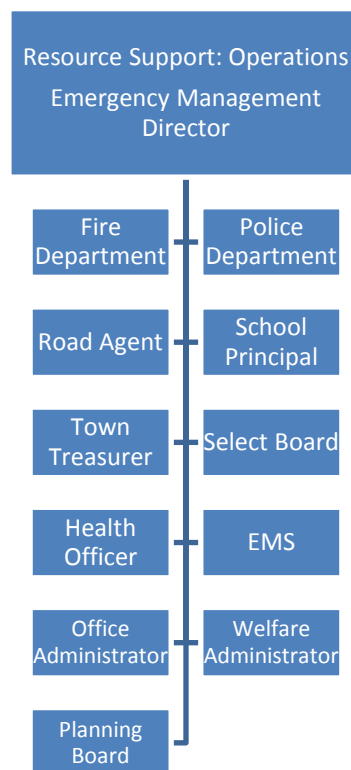 Resource Support: Operations
Emergency Management
Director
Fire
Department
Police
Department
Road Agent
School
Principal
Town
Treasurer
Select Board
Health
Officer
EMS
Office
Administrator
Welfare
Administrator
Planning
Board